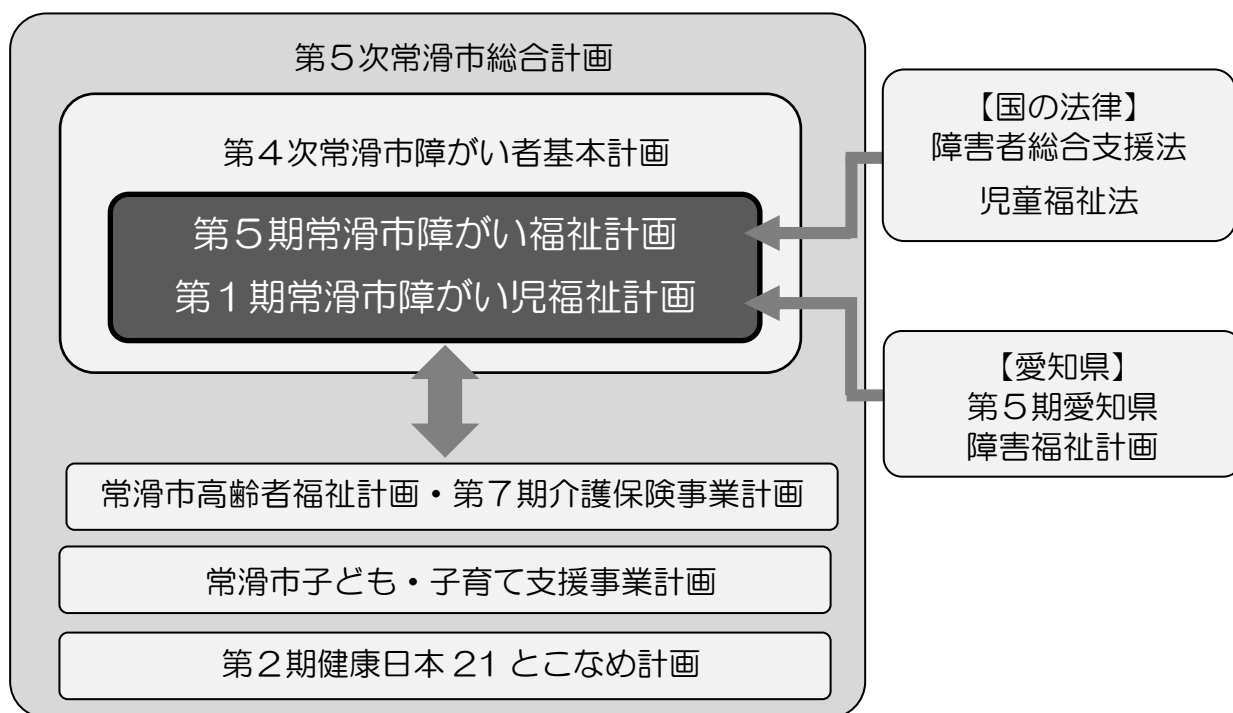 第５次常滑市総合計画
第４次常滑市障がい者基本計画
第５期常滑市障がい福祉計画
第１期常滑市障がい児福祉計画
常滑市高齢者福祉計画・第７期介護保険事業計画
常滑市子ども・子育て支援事業計画
第２期健康日本 21 とこなめ計画
【国の法律】
障害者総合支援法
児童福祉法
【愛知県】
第５期愛知県
障害福祉計画